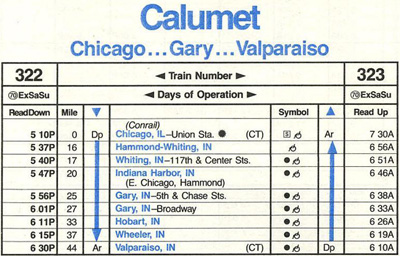 Calumet
Chicago...Gary...Valparaiso
322 ◄ Train Number ► 323
⑩ExSaSu ◄ Days of Operation ► ⑩ExSaSu
ReadDown Mile ▼ Symbol ▲ Read Up
(Conrail)
5 10P 0 Dp Chicago, IL–Union Sta. ● (CT) S Ar 7 30A
5 37P 16 Hammond-Whiting, IN 6 56A
5 40P 17 Whiting, IN–117th & Center Sts. ● 6 51A
5 47P 20 Indiana Harbor, IN ● 6 46A
(E. Chicago, Hammond)
5 56P 25 Gary, IN–5th & Chase Sts. ● 6 38A
6 01P 27 Gary, IN–Broadway ● 6 33A
6 11P 33 Hobart, IN ● 6 26A
6 15P 37 Wheeler, IN ● 6 19A
6 30P 44 Ar Valparaiso, IN (CT) ● Dp 6 10A